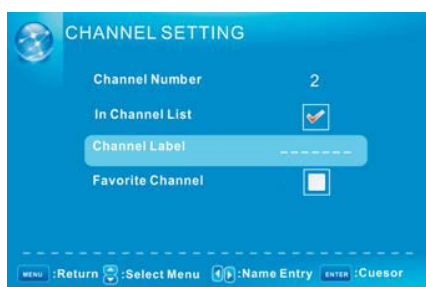 CHANNEL SETTING
Channel Number 2
In Channel List
Channel Label _ _ _ _ _ _ _
Favorite Channel
MENU :Return :Select Menu :Name Entry ENTER :Cuesor